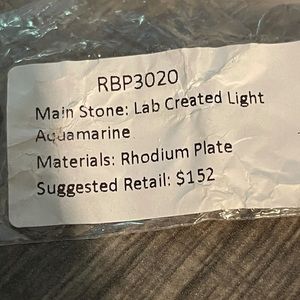 RBP3020
Main Stone: Lab Created Light
Aquamarine
Materials: Rhodium Plate
Suggested Retail: $152